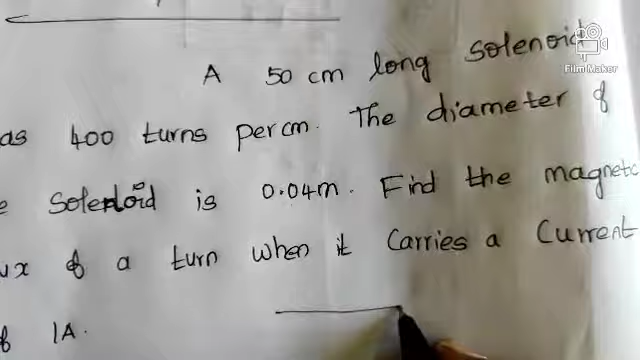 A 50 cm long solenoid
as 400 turns per cm. The diameter of
e Solenoid is 0.04m. Find the magnetic
ux of a turn when it Carries a Current
of 1A.
Film Maker